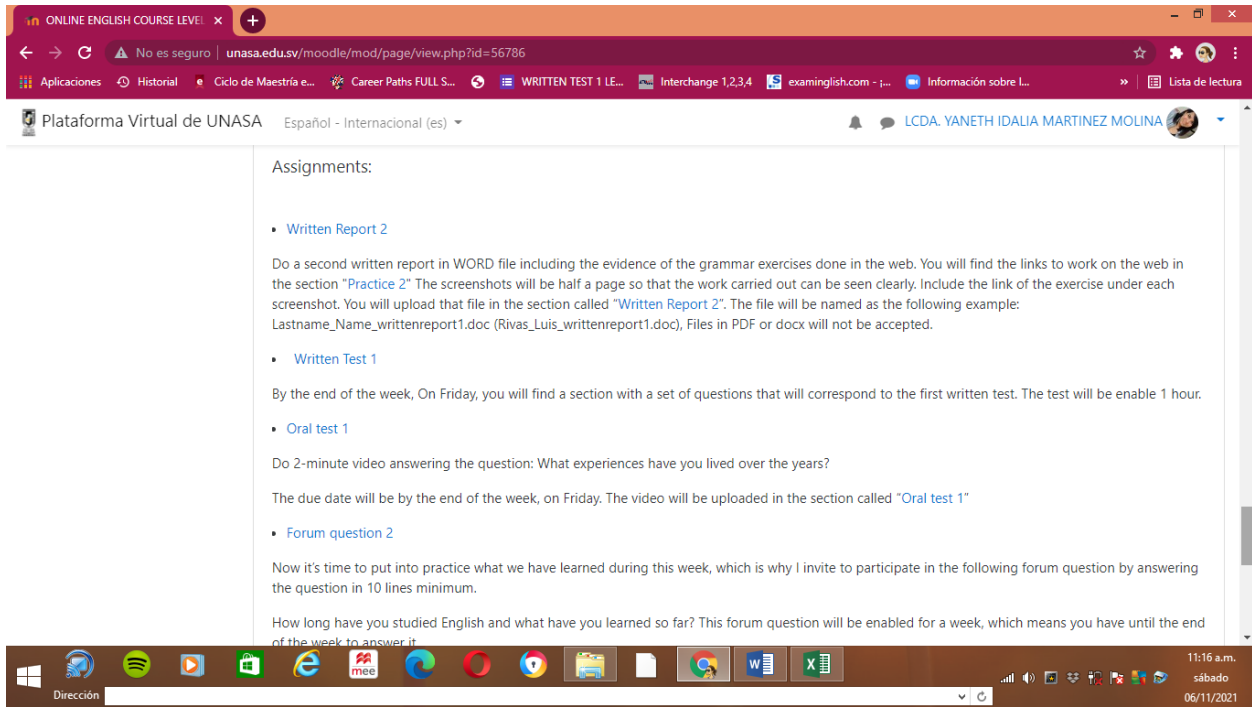 ONLINE ENGLISH COURSE LEVEL
No es seguro | unasa.edu.sv/moodle/mod/page/view.php?id=56786
Aplicaciones Historial Ciclo de Maestría e... Career Paths FULL S... WRITTEN TEST 1 LE... Interchange 1,2,3,4 examinglish.com - ¡... Información sobre l... » Lista de lectura
Plataforma Virtual de UNASA Español - Internacional (es) LCDA. YANETH IDALIA MARTINEZ MOLINA
Assignments:
• Written Report 2
Do a second written report in WORD file including the evidence of the grammar exercises done in the web. You will find the links to work on the web in
the section "Practice 2" The screenshots will be half a page so that the work carried out can be seen clearly. Include the link of the exercise under each
screenshot. You will upload that file in the section called "Written Report 2". The file will be named as the following example:
Lastname_Name_writtenreport1.doc (Rivas_Luis_writtenreport1.doc), Files in PDF or docx will not be accepted.
• Written Test 1
By the end of the week, On Friday, you will find a section with a set of questions that will correspond to the first written test. The test will be enable 1 hour.
• Oral test 1
Do 2-minute video answering the question: What experiences have you lived over the years?
The due date will be by the end of the week, on Friday. The video will be uploaded in the section called "Oral test 1"
• Forum question 2
Now it's time to put into practice what we have learned during this week, which is why I invite to participate in the following forum question by answering
the question in 10 lines minimum.
How long have you studied English and what have you learned so far? This forum question will be enabled for a week, which means you have until the end
of the week to answer it
mee
11:16 a.m.
sábado
Dirección
06/11/2021